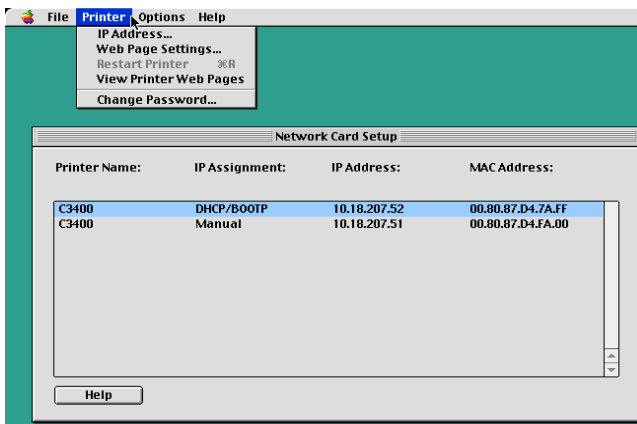 File Printer Options Help
IP Address...
Web Page Settings...
Restart Printer ⌘R
View Printer Web Pages
Change Password...
Network Card Setup
Printer Name: IP Assignment: IP Address: MAC Address:
C3400 DHCP/BOOTP 10.18.207.52 00.80.87.D4.7A.FF
C3400 Manual 10.18.207.51 00.80.87.D4.FA.00
Help